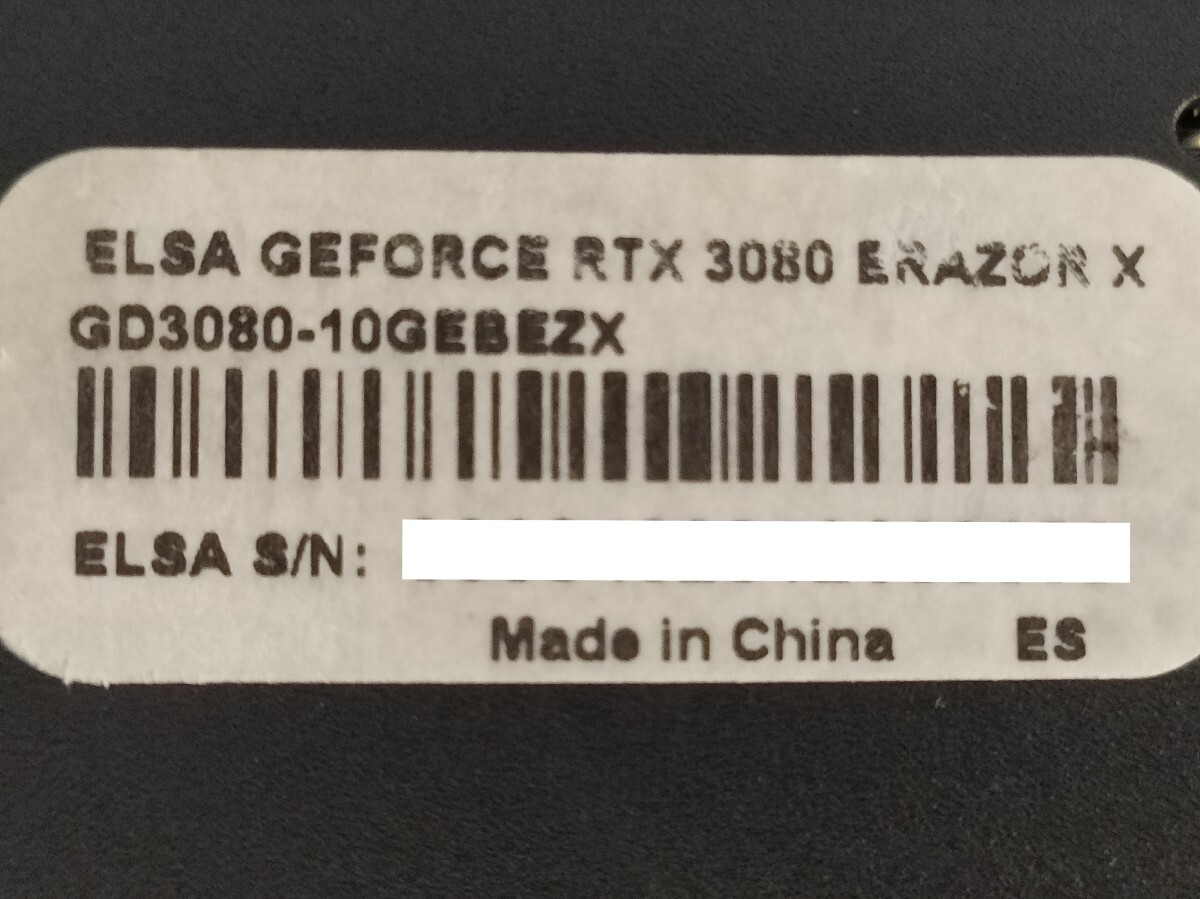 ELSA GEFORCE RTX 3080 ERAZOR X
GD3080-10GEBEZX
ELSA S/N:
Made in China ES